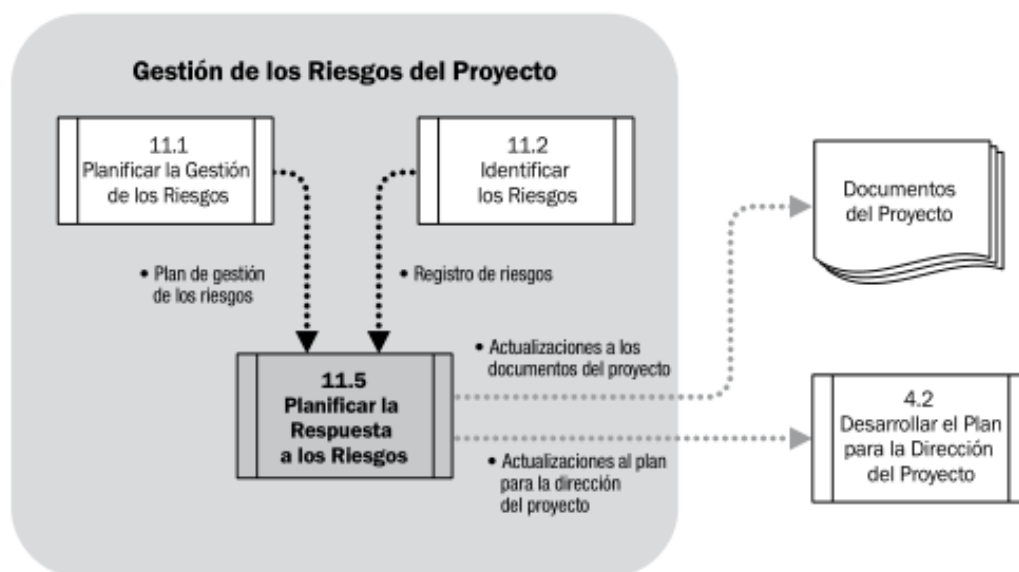 Gestión de los Riesgos del Proyecto
11.1
Planificar la Gestión
de los Riesgos
11.2
Identificar
los Riesgos
Documentos
del Proyecto
• Plan de gestión
de los riesgos
• Registro de riesgos
• Actualizaciones a los
documentos del proyecto
11.5
Planificar la
Respuesta
a los Riesgos
4.2
Desarrollar el Plan
para la Dirección
del Proyecto
• Actualizaciones al plan
para la dirección
del proyecto